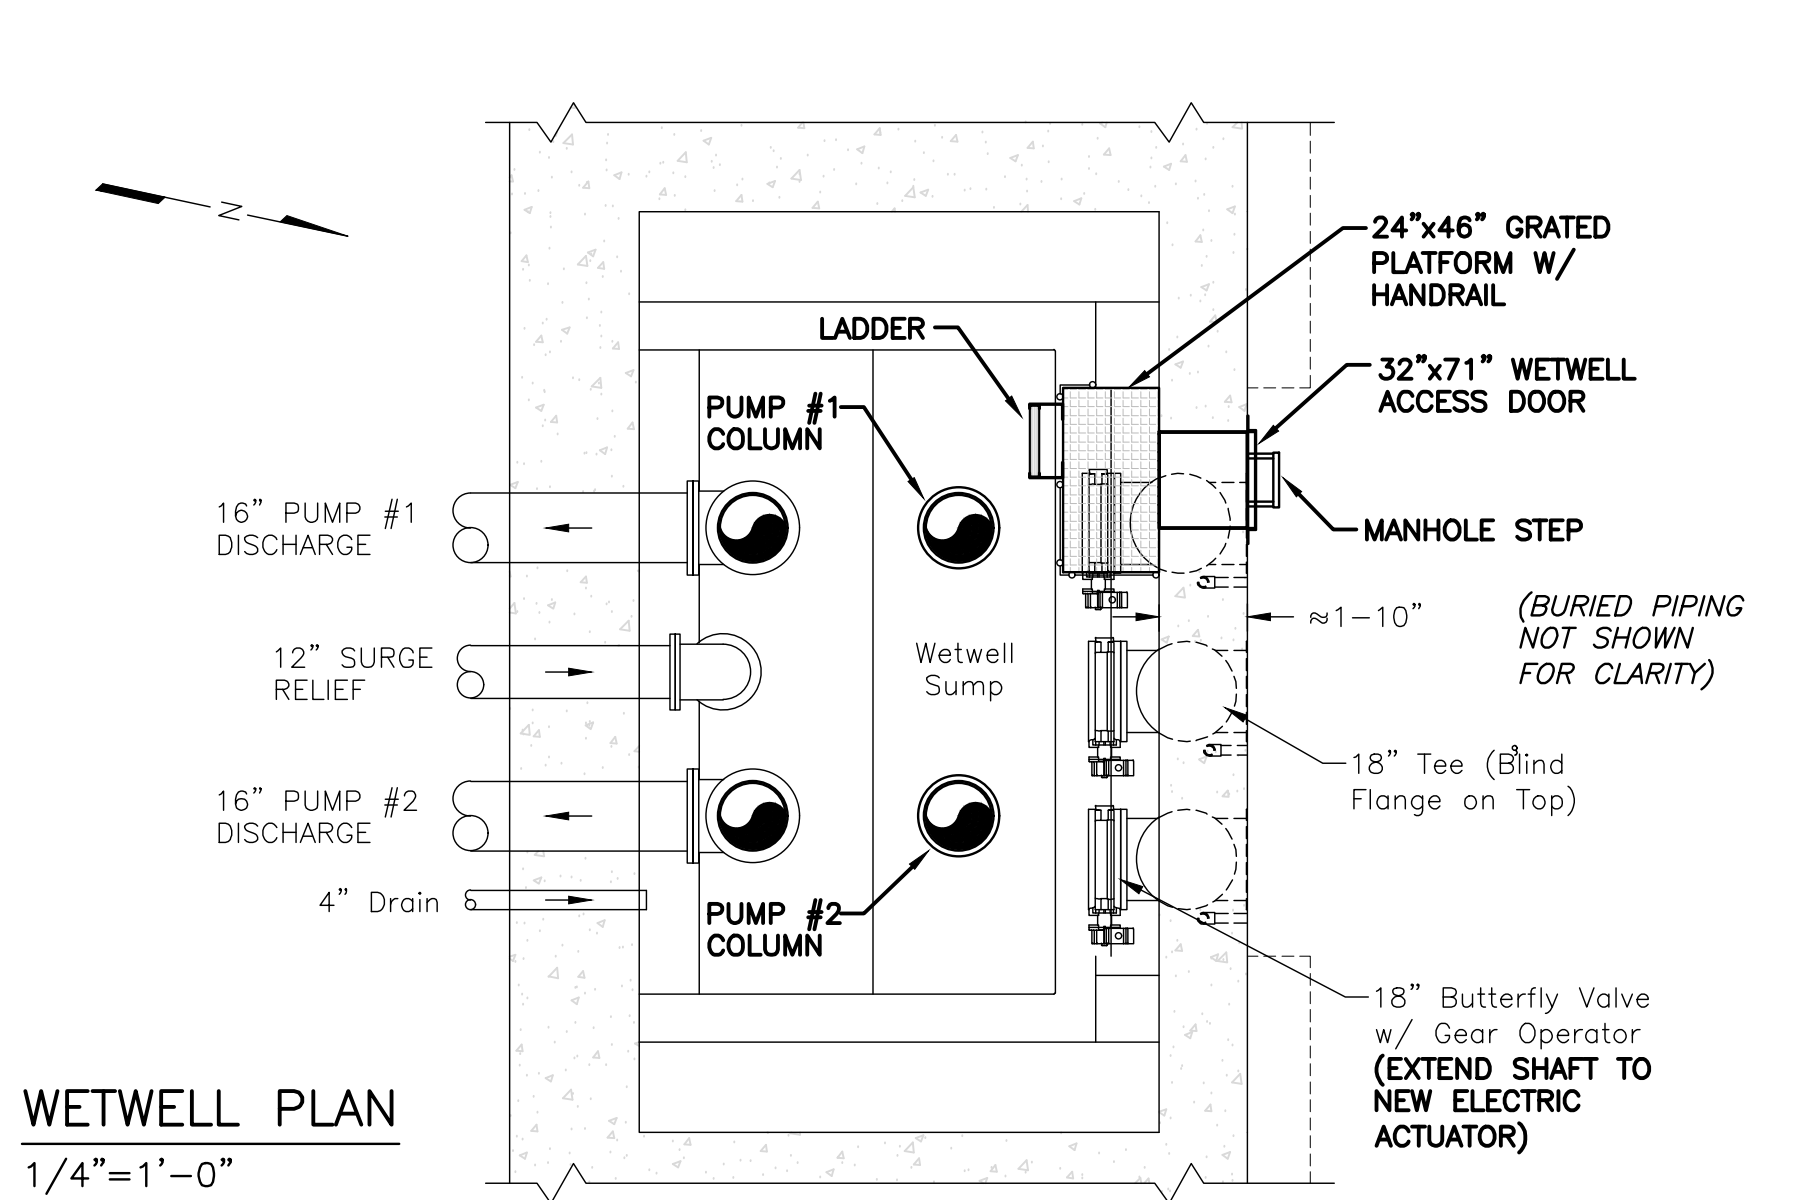 N
24”x46” GRATED
PLATFORM W/
HANDRAIL
LADDER
32”x71” WETWELL
ACCESS DOOR
PUMP #1
COLUMN
16” PUMP #1
DISCHARGE
MANHOLE STEP
≈1-10”
(BURIED PIPING
NOT SHOWN
FOR CLARITY)
12” SURGE
RELIEF
Wetwell
Sump
18” Tee (Blind
Flange on Top)
16” PUMP #2
DISCHARGE
4” Drain
PUMP #2
COLUMN
18” Butterfly Valve
w/ Gear Operator
(EXTEND SHAFT TO
NEW ELECTRIC
ACTUATOR)
WETWELL PLAN
1/4”=1’-0”